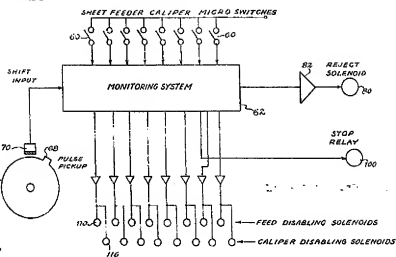 SHEET FEEDER CALIPER MICRO SWITCHES
60
60
SHIFT INPUT
MONITORING SYSTEM
82
REJECT SOLENOID
80
62
70
68
PULSE PICKUP
STOP RELAY
100
110
FEED DISABLING SOLENOIDS
116
CALIPER DISABLING SOLENOIDS